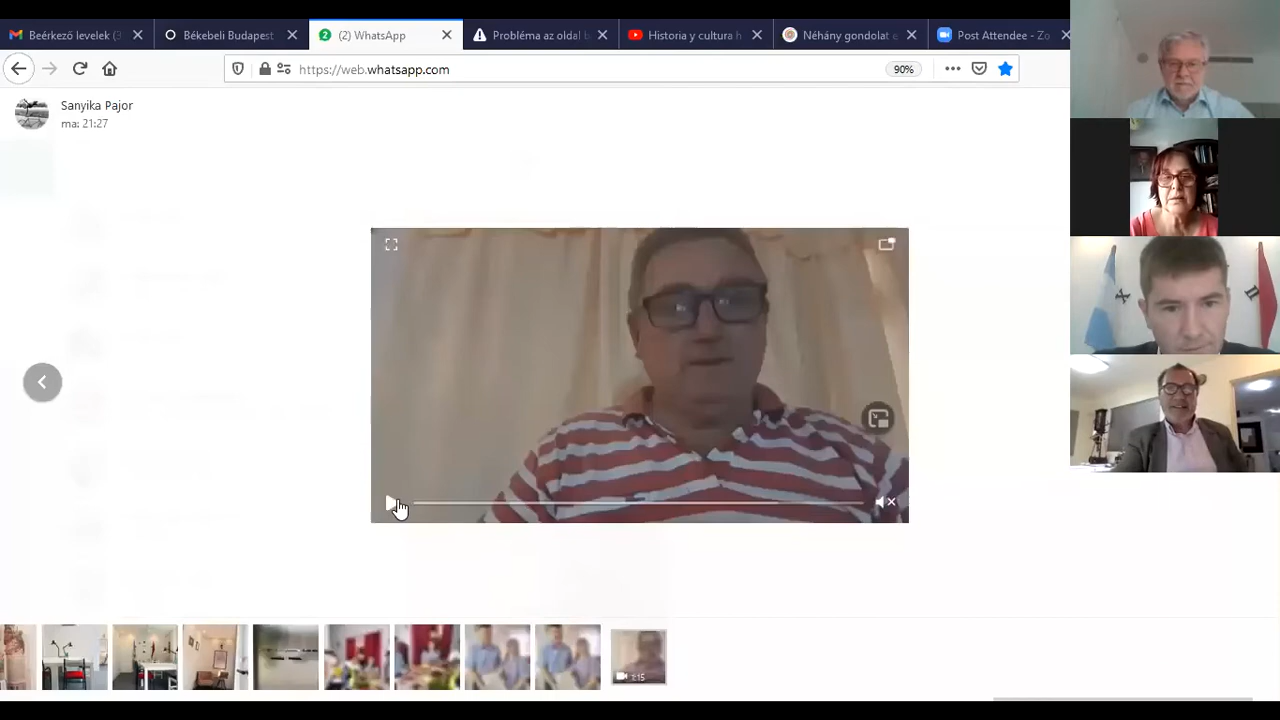 Beérkező levelek (3
Békebeli Budapest
2
(2) WhatsApp
Probléma az oldal b
Historia y cultura h
Néhány gondolat e
Post Attendee - Zo
https://web.whatsapp.com
90%
Sanyika Pajor
ma: 21:27
1:15